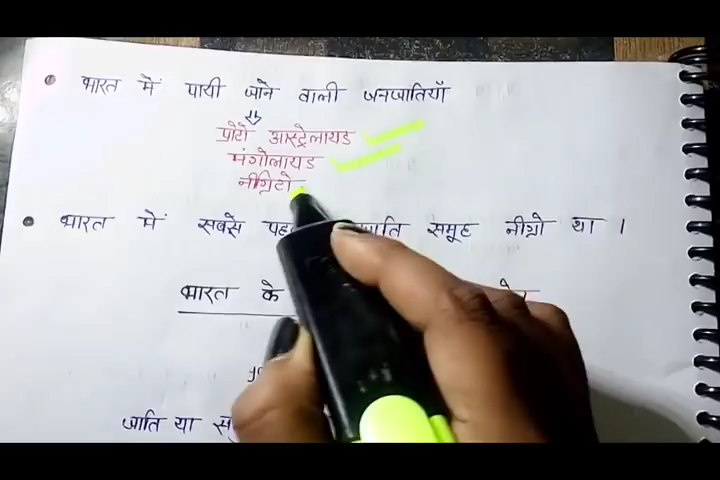 भारत में पायी जाने वाली जनजातियाँ
प्रोटो आस्ट्रेलायड
मंगोलायड
नीग्रिटो
भारत में सबसे समूह नीग्रो था ।
भारत के
जाति या